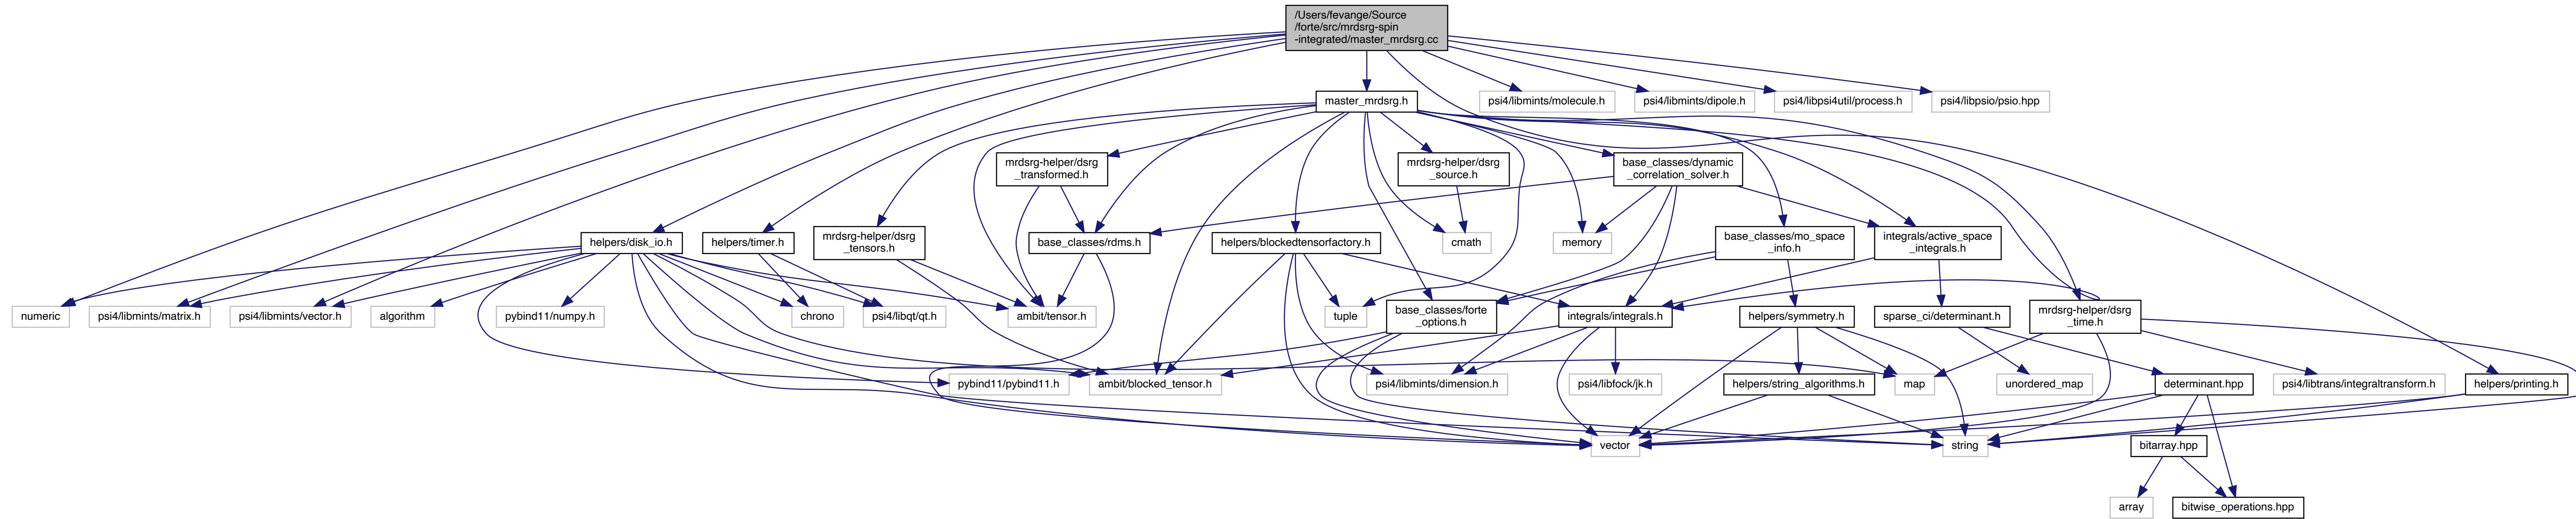 /Users/fevange/Source
/forte/src/mrdsrg-spin
-integrated/master_mrdsrg.cc
master_mrdsrg.h
psi4/libmints/molecule.h
psi4/libmints/dipole.h
psi4/libpsi4util/process.h
psi4/libpsio/psio.hpp
mrdsrg-helper/dsrg
_transformed.h
mrdsrg-helper/dsrg
_source.h
base_classes/dynamic
_correlation_solver.h
helpers/disk_io.h
helpers/timer.h
mrdsrg-helper/dsrg
_tensors.h
base_classes/rdms.h
helpers/blockedtensorfactory.h
cmath
memory
base_classes/mo_space
_info.h
integrals/active_space
_integrals.h
numeric
psi4/libmints/matrix.h
psi4/libmints/vector.h
algorithm
pybind11/numpy.h
chrono
psi4/libqt/qt.h
ambit/tensor.h
tuple
base_classes/forte
_options.h
integrals/integrals.h
helpers/symmetry.h
sparse_ci/determinant.h
mrdsrg-helper/dsrg
_time.h
pybind11/pybind11.h
ambit/blocked_tensor.h
psi4/libmints/dimension.h
psi4/libfock/jk.h
helpers/string_algorithms.h
map
unordered_map
determinant.hpp
psi4/libtrans/integraltransform.h
helpers/printing.h
vector
string
bitarray.hpp
array
bitwise_operations.hpp